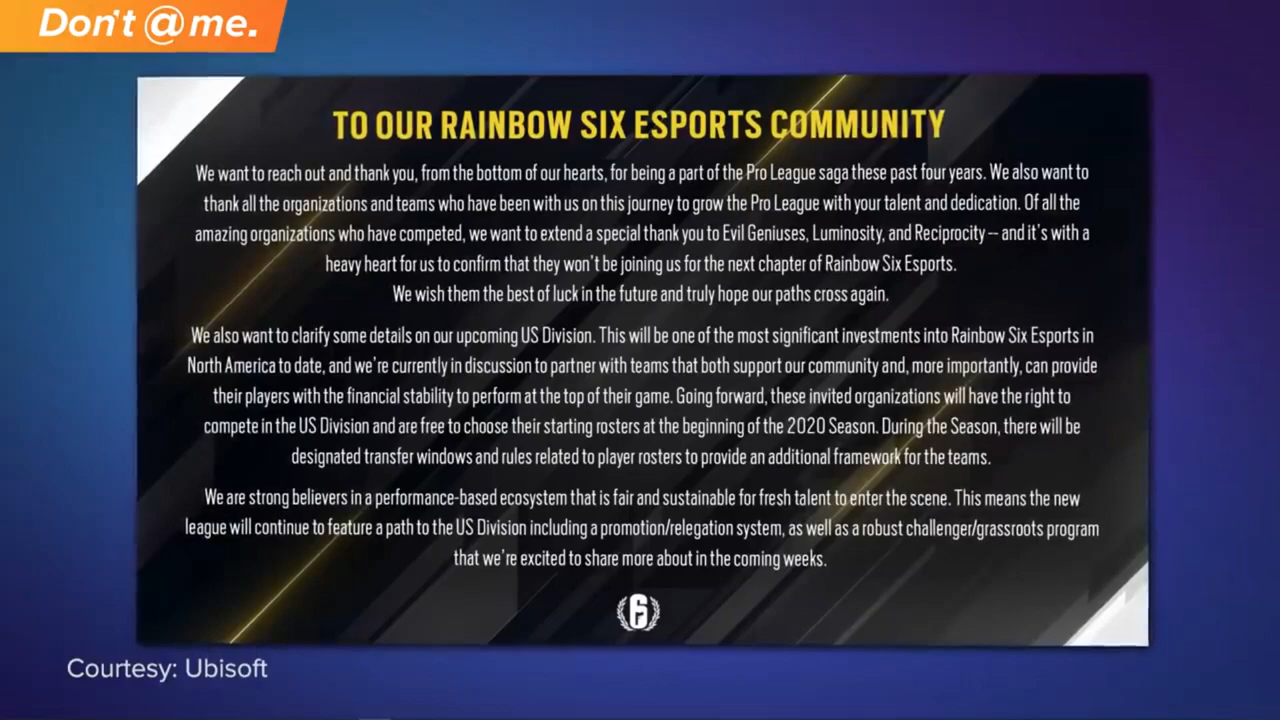 Don't @me.
TO OUR RAINBOW SIX ESPORTS COMMUNITY
We want to reach out and thank you, from the bottom of our hearts, for being a part of the Pro League saga these past four years. We also want to
thank all the organizations and teams who have been with us on this journey to grow the Pro League with your talent and dedication. Of all the
amazing organizations who have competed, we want to extend a special thank you to Evil Geniuses, Luminosity, and Reciprocity – and it's with a
heavy heart for us to confirm that they won't be joining us for the next chapter of Rainbow Six Esports.
We wish them the best of luck in the future and truly hope our paths cross again.
We also want to clarify some details on our upcoming US Division. This will be one of the most significant investments into Rainbow Six Esports in
North America to date, and we're currently in discussion to partner with teams that both support our community and, more importantly, can provide
their players with the financial stability to perform at the top of their game. Going forward, these invited organizations will have the right to
compete in the US Division and are free to choose their starting rosters at the beginning of the 2020 Season. During the Season, there will be
designated transfer windows and rules related to player rosters to provide an additional framework for the teams.
We are strong believers in a performance-based ecosystem that is fair and sustainable for fresh talent to enter the scene. This means the new
league will continue to feature a path to the US Division including a promotion/relegation system, as well as a robust challenger/grassroots program
that we're excited to share more about in the coming weeks.
6
Courtesy: Ubisoft